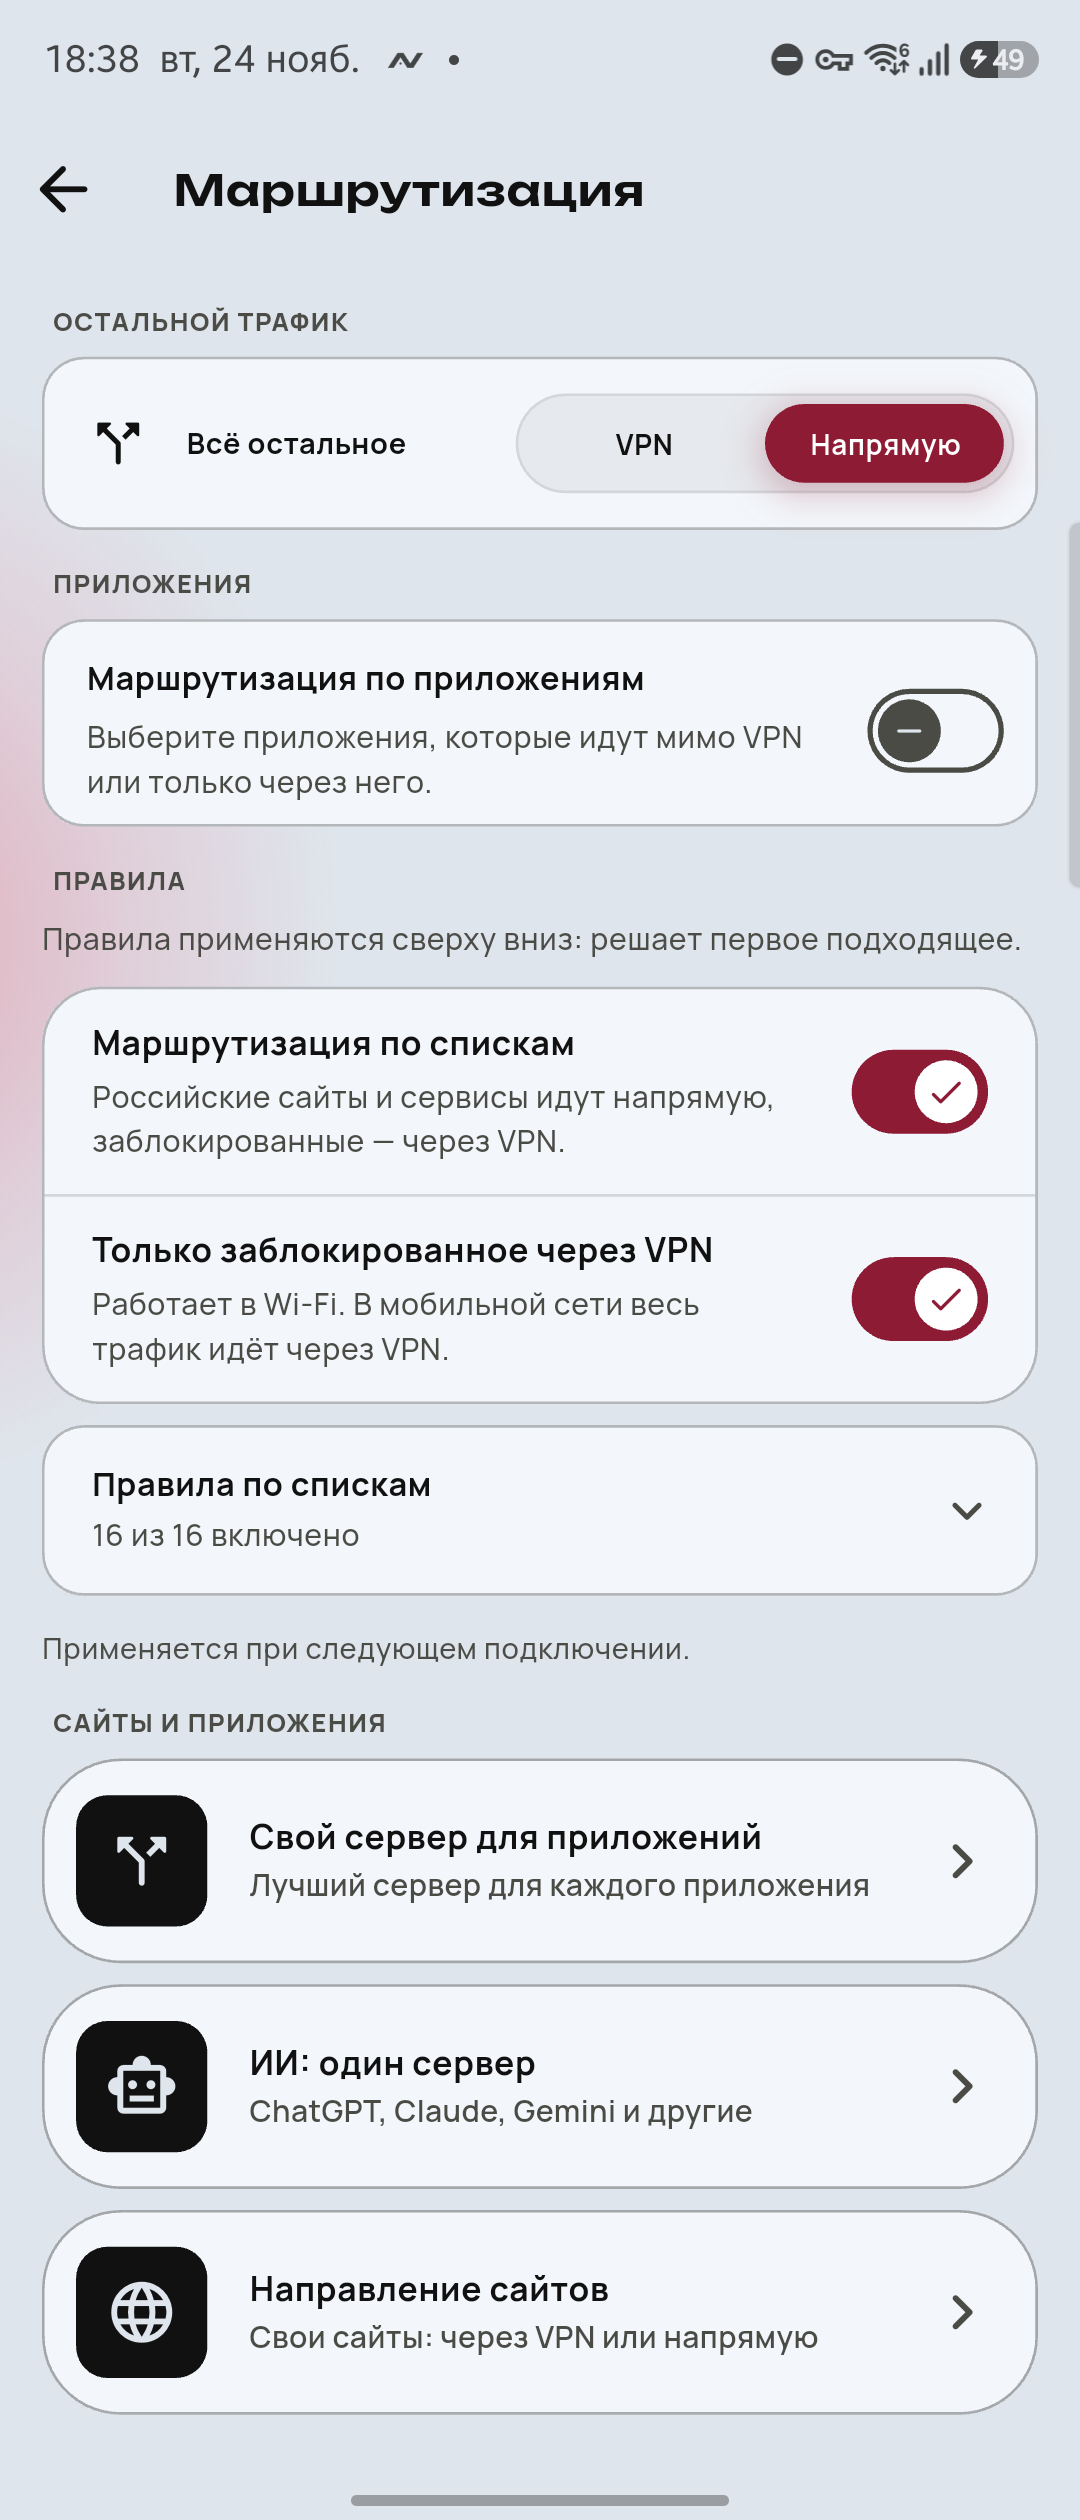 18:38 вт, 24 нояб.
6
49
Маршрутизация
ОСТАЛЬНОЙ ТРАФИК
Всё остальное
VPN
Напрямую
ПРИЛОЖЕНИЯ
Маршрутизация по приложениям
Выберите приложения, которые идут мимо VPN
или только через него.
ПРАВИЛА
Правила применяются сверху вниз: решает первое подходящее.
Маршрутизация по спискам
Российские сайты и сервисы идут напрямую,
заблокированные — через VPN.
Только заблокированное через VPN
Работает в Wi-Fi. В мобильной сети весь
трафик идёт через VPN.
Правила по спискам
16 из 16 включено
Применяется при следующем подключении.
САЙТЫ И ПРИЛОЖЕНИЯ
Свой сервер для приложений
Лучший сервер для каждого приложения
ИИ: один сервер
ChatGPT, Claude, Gemini и другие
Направление сайтов
Свои сайты: через VPN или напрямую